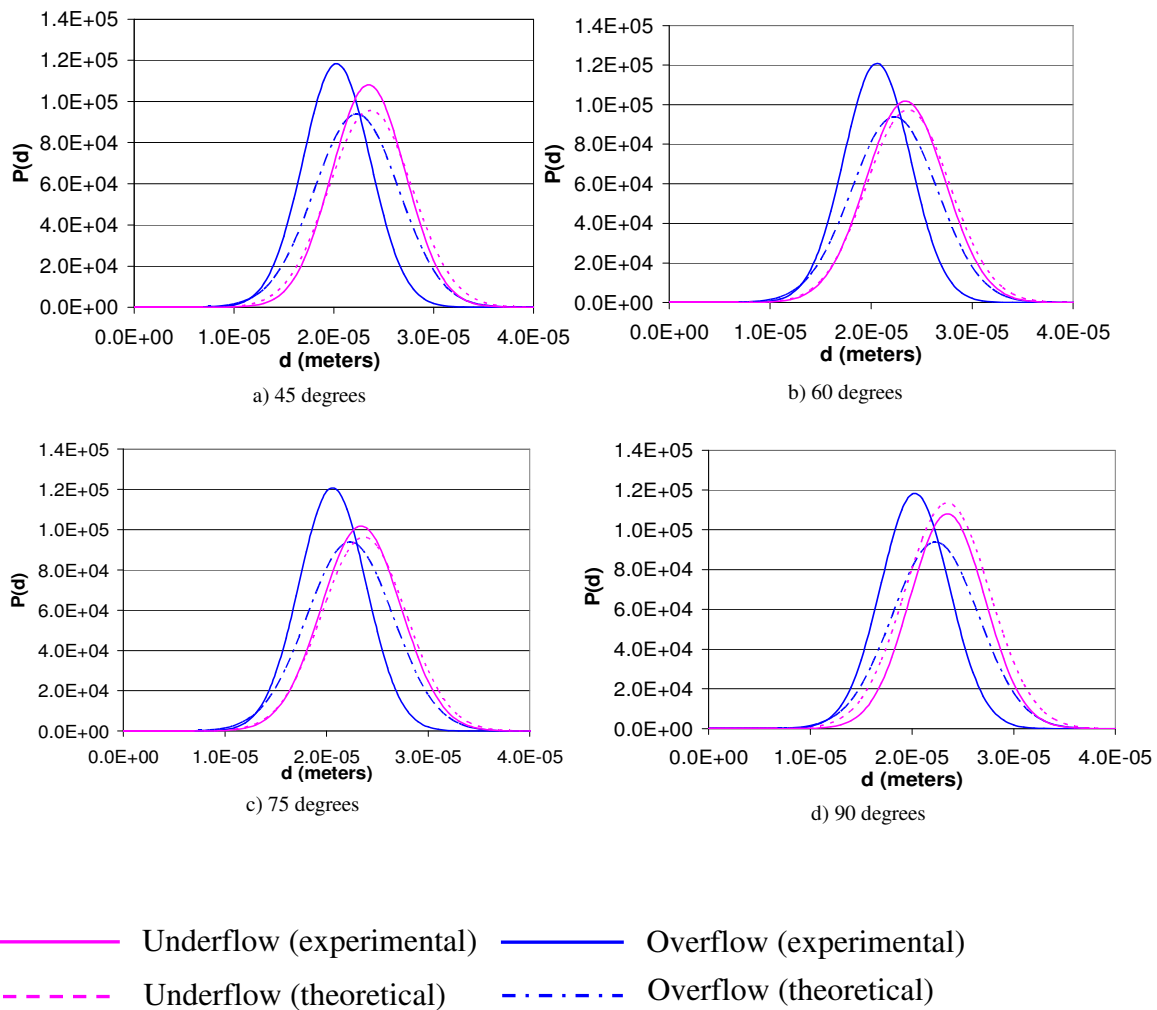 1.4E+05
1.2E+05
1.0E+05
8.0E+04
6.0E+04
4.0E+04
2.0E+04
0.0E+00
P(d)
0.0E+00 1.0E-05 2.0E-05 3.0E-05 4.0E-05
d (meters)
a) 45 degrees
1.4E+05
1.2E+05
1.0E+05
8.0E+04
6.0E+04
4.0E+04
2.0E+04
0.0E+00
P(d)
0.0E+00 1.0E-05 2.0E-05 3.0E-05 4.0E-05
d (meters)
b) 60 degrees
1.4E+05
1.2E+05
1.0E+05
8.0E+04
6.0E+04
4.0E+04
2.0E+04
0.0E+00
P(d)
0.0E+00 1.0E-05 2.0E-05 3.0E-05 4.0E-05
d (meters)
c) 75 degrees
1.4E+05
1.2E+05
1.0E+05
8.0E+04
6.0E+04
4.0E+04
2.0E+04
0.0E+00
P(d)
0.0E+00 1.0E-05 2.0E-05 3.0E-05 4.0E-05
d (meters)
d) 90 degrees
Underflow (experimental) Overflow (experimental)
Underflow (theoretical) Overflow (theoretical)